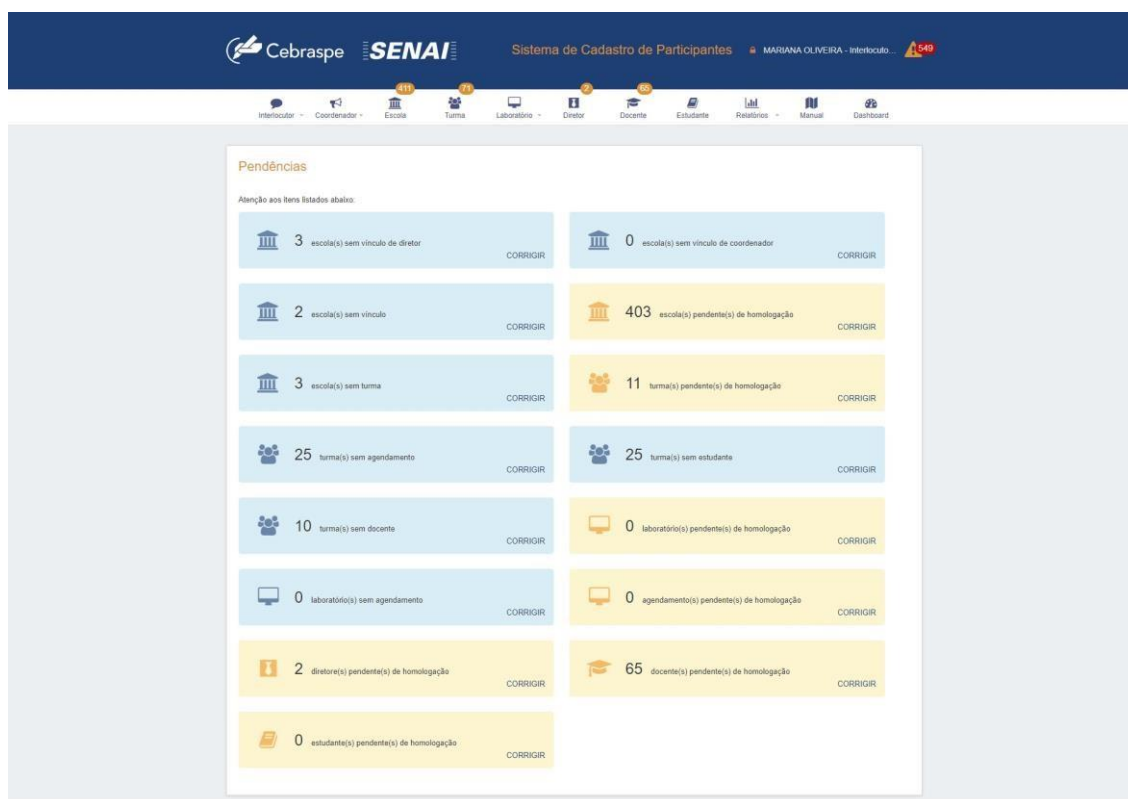 Cebraspe SENAI Sistema de Cadastro de Participantes MARIANA OLIVEIRA - Interlocuto... 549
411 71 2 65
Interlocutor Coordenador Escola Turma Laboratório Diretor Docente Estudante Relatórios Manual Dashboard
Pendências
Atenção aos itens listados abaixo:
3 escola(s) sem vínculo de diretor CORRIGIR
0 escola(s) sem vínculo de coordenador CORRIGIR
2 escola(s) sem vínculo CORRIGIR
403 escola(s) pendente(s) de homologação CORRIGIR
3 escola(s) sem turma CORRIGIR
11 turma(s) pendente(s) de homologação CORRIGIR
25 turma(s) sem agendamento CORRIGIR
25 turma(s) sem estudante CORRIGIR
10 turma(s) sem docente CORRIGIR
0 laboratório(s) pendente(s) de homologação CORRIGIR
0 laboratório(s) sem agendamento CORRIGIR
0 agendamento(s) pendente(s) de homologação CORRIGIR
2 diretore(s) pendente(s) de homologação CORRIGIR
65 docente(s) pendente(s) de homologação CORRIGIR
0 estudante(s) pendente(s) de homologação CORRIGIR